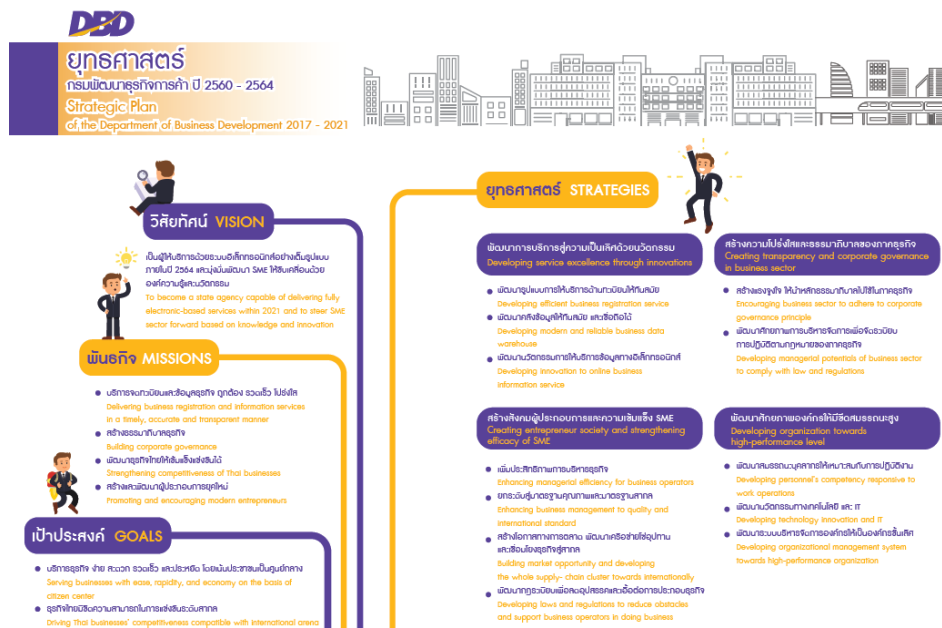 DBD
ยุทธศาสตร์
กรมพัฒนาธุรกิจการค้า ปี 2560 - 2564
Strategic Plan
of the Department of Business Development 2017 - 2021
วิสัยทัศน์ VISION
เป็นผู้ให้บริการด้วยระบบอิเล็กทรอนิกส์อย่างเต็มรูปแบบ
ภายในปี 2564 และมุ่งมั่นพัฒนา SME ให้ขับเคลื่อนด้วย
องค์ความรู้และนวัตกรรม
To become a state agency capable of delivering fully
electronic-based services within 2021 and to steer SME
sector forward based on knowledge and innovation
พันธกิจ MISSIONS
บริการจดทะเบียนและข้อมูลธุรกิจ ถูกต้อง รวดเร็ว โปร่งใส
Delivering business registration and information services
in a timely, accurate and transparent manner
สร้างธรรมาภิบาลธุรกิจ
Building corporate governance
พัฒนาธุรกิจไทยให้เข้มแข็งแข่งขันได้
Strengthening competitiveness of Thai businesses
สร้างและพัฒนาผู้ประกอบการยุคใหม่
Promoting and encouraging modern entrepreneurs
เป้าประสงค์ GOALS
บริการธุรกิจ ง่าย สะดวก รวดเร็ว และประหยัด โดยเน้นประชาชนเป็นศูนย์กลาง
Serving businesses with ease, rapidity, and economy on the basis of
citizen center
ธุรกิจไทยมีขีดความสามารถในการแข่งขันระดับสากล
Driving Thai businesses' competitiveness compatible with international arena
ยุทธศาสตร์ STRATEGIES
พัฒนาการบริการสู่ความเป็นเลิศด้วยนวัตกรรม
Developing service excellence through innovations
พัฒนารูปแบบการให้บริการด้านทะเบียนให้ทันสมัย
Developing efficient business registration service
พัฒนาคลังข้อมูลให้ทันสมัย และเชื่อถือได้
Developing modern and reliable business data
warehouse
พัฒนานวัตกรรมการให้บริการข้อมูลทางอิเล็กทรอนิกส์
Developing innovation to online business
information service
สร้างความโปร่งใสและธรรมาภิบาลของภาคธุรกิจ
Creating transparency and corporate governance
in business sector
สร้างแรงจูงใจ ให้นำหลักธรรมาภิบาลไปใช้ในภาคธุรกิจ
Encouraging business sector to adhere to corporate
governance principle
พัฒนาศักยภาพการบริหารจัดการเพื่อจัดระเบียบ
การปฏิบัติตามกฎหมายของภาคธุรกิจ
Developing managerial potentials of business sector
to comply with law and regulations
สร้างสังคมผู้ประกอบการและความเข้มแข็ง SME
Creating entrepreneur society and strengthening
efficacy of SME
เพิ่มประสิทธิภาพการบริหารธุรกิจ
Enhancing managerial efficiency for business operators
ยกระดับสู่มาตรฐานคุณภาพและมาตรฐานสากล
Enhancing business management to quality and
international standard
สร้างโอกาสทางการตลาด พัฒนาเครือข่ายโซ่อุปทาน
และเชื่อมโยงธุรกิจสู่สากล
Building market opportunity and developing
the whole supply- chain cluster towards internationally
พัฒนากฎระเบียบเพื่อลดอุปสรรคและเอื้อต่อการประกอบธุรกิจ
Developing laws and regulations to reduce obstacles
and support business operators in doing business
พัฒนาศักยภาพองค์กรให้มีขีดสมรรถนะสูง
Developing organization towards
high-performance level
พัฒนาสมรรถนะบุคลากรให้เหมาะสมกับการปฏิบัติงาน
Developing personnel's competency responsive to
work operations
พัฒนานวัตกรรมทางเทคโนโลยี และ IT
Developing technology innovation and IT
พัฒนาระบบบริหารจัดการองค์กรให้เป็นองค์กรชั้นเลิศ
Developing organizational management system
towards high-performance organization